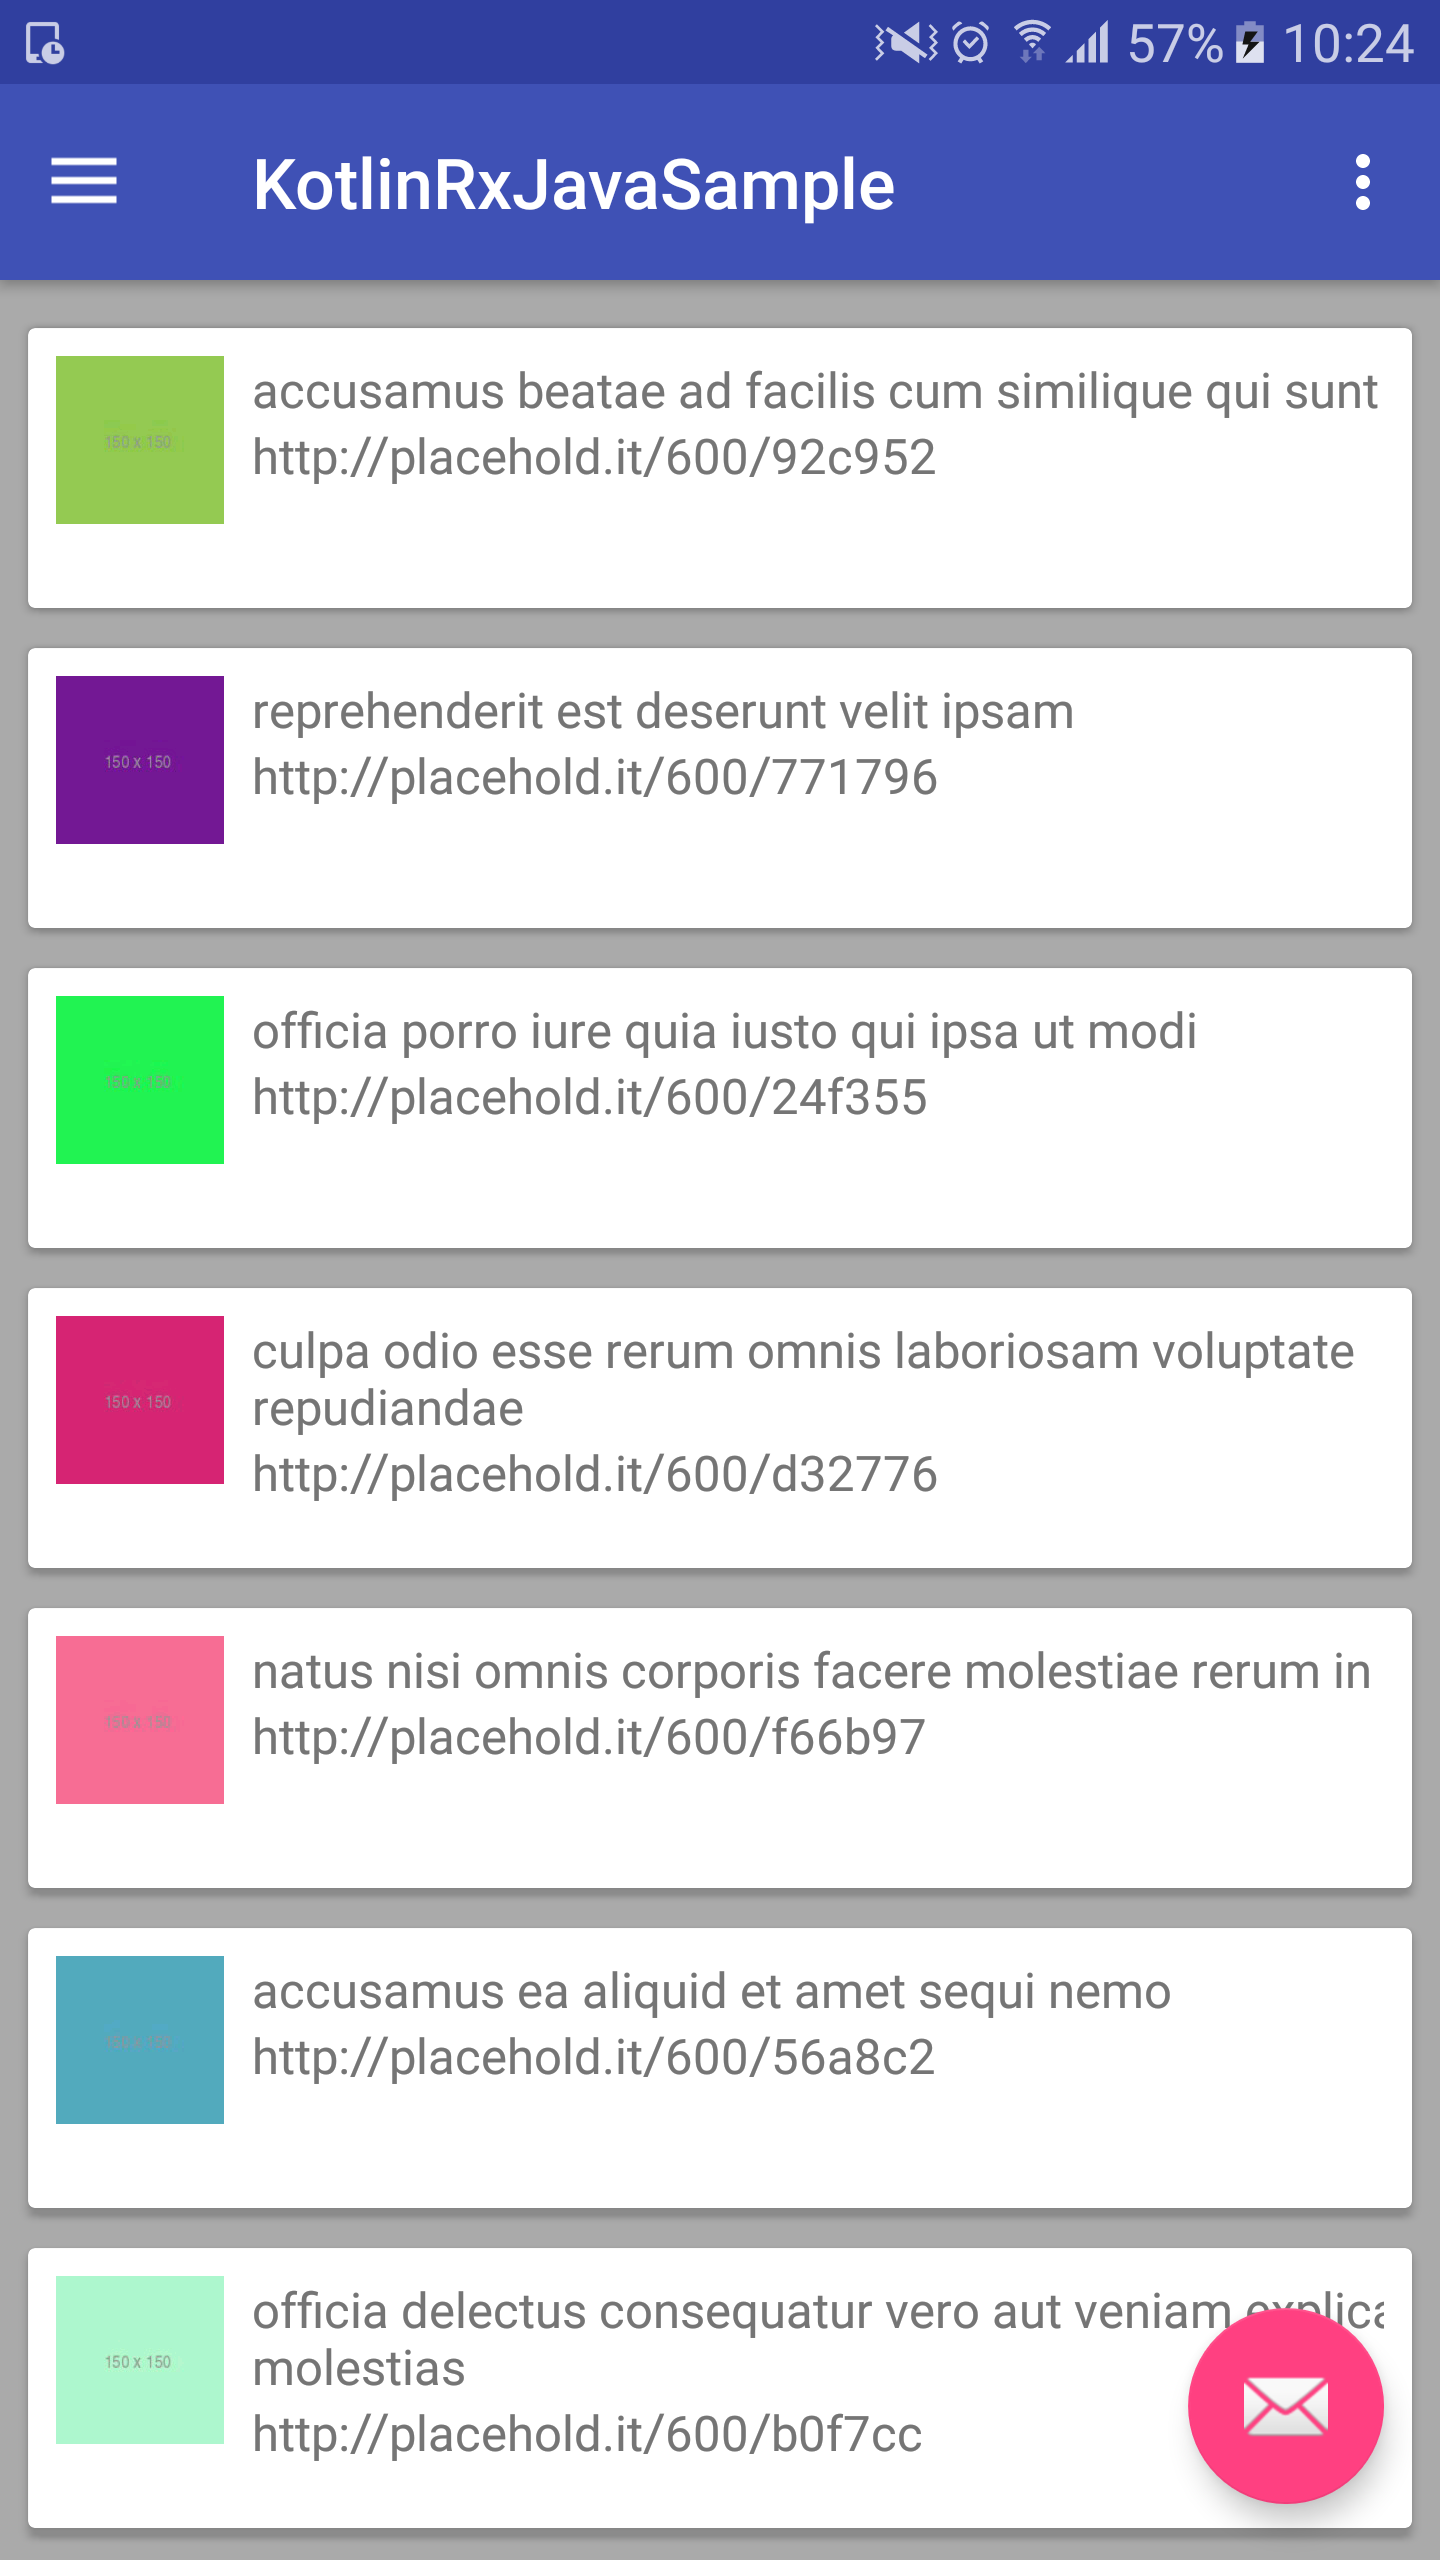 57% 10:24
KotlinRxJavaSample
150 x 150
accusamus beatae ad facilis cum similique qui sunt
http://placehold.it/600/92c952
150 x 150
reprehenderit est deserunt velit ipsam
http://placehold.it/600/771796
150 x 150
officia porro iure quia iusto qui ipsa ut modi
http://placehold.it/600/24f355
150 x 150
culpa odio esse rerum omnis laboriosam voluptate
repudiandae
http://placehold.it/600/d32776
150 x 150
natus nisi omnis corporis facere molestiae rerum in
http://placehold.it/600/f66b97
150 x 150
accusamus ea aliquid et amet sequi nemo
http://placehold.it/600/56a8c2
150 x 150
officia delectus consequatur vero aut veniam
molestias
http://placehold.it/600/b0f7cc